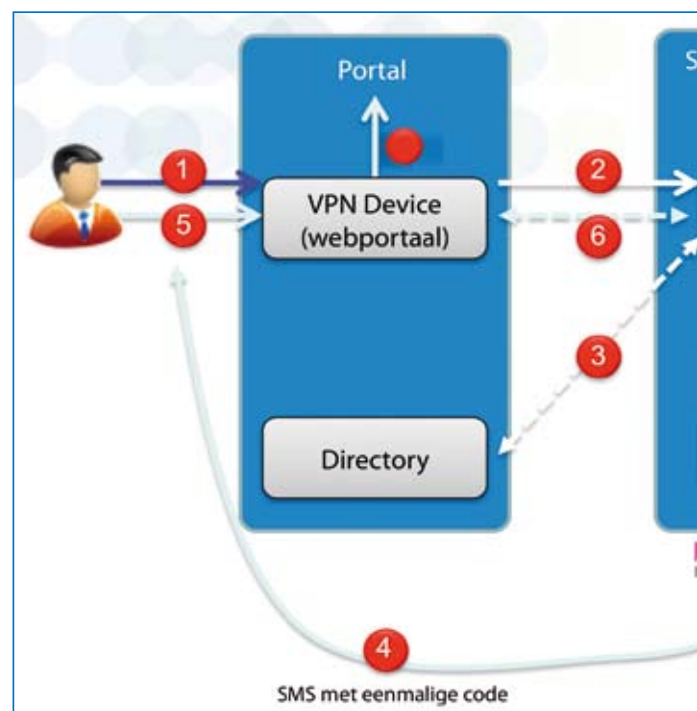 Portal
S
1
2
VPN Device
(webportaal)
5
6
3
Directory
4
SMS met eenmalige code